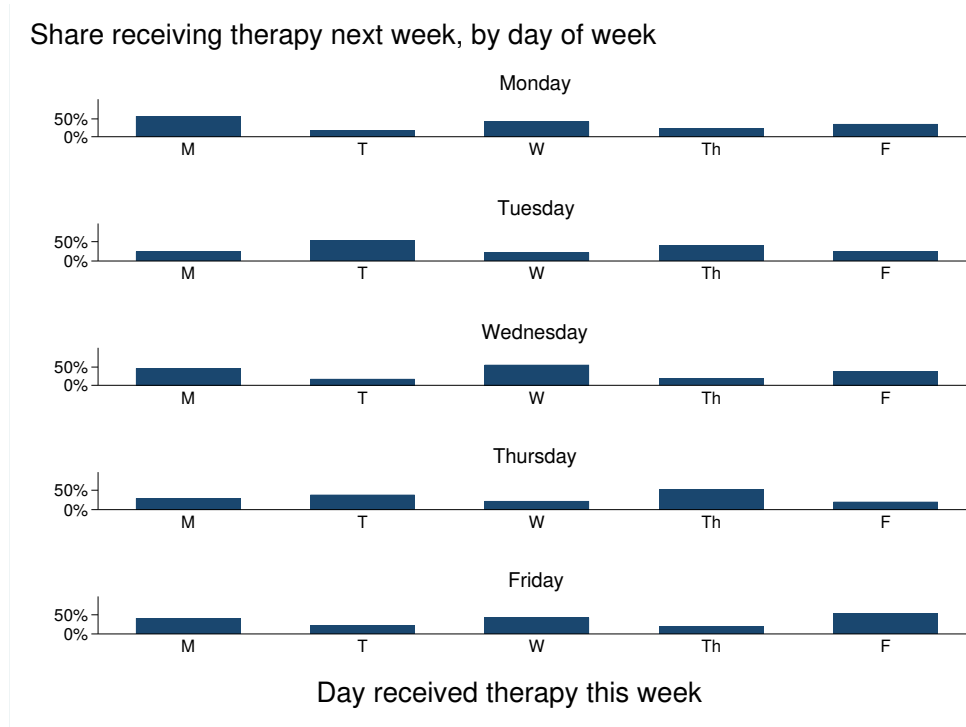 Share receiving therapy next week, by day of week
Monday
50%
0%
M T W Th F
Tuesday
50%
0%
M T W Th F
Wednesday
50%
0%
M T W Th F
Thursday
50%
0%
M T W Th F
Friday
50%
0%
M T W Th F
Day received therapy this week